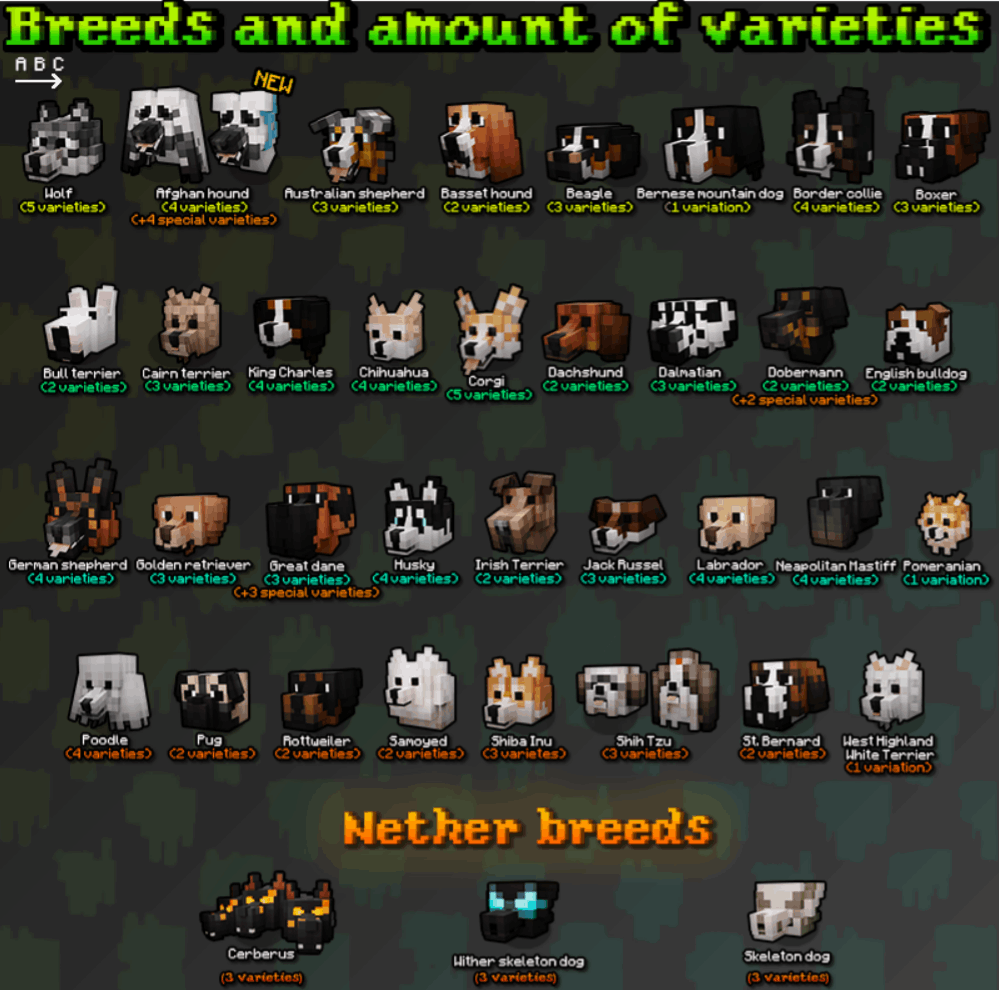 Breeds and amount of varieties
A B C
NEW
Wolf
(5 varieties)
Afghan hound
(4 varieties)
(+4 special varieties)
Australian shepherd
(3 varieties)
Basset hound
(2 varieties)
Beagle
(3 varieties)
Bernese mountain dog
(1 variation)
Border collie
(4 varieties)
Boxer
(3 varieties)
Bull terrier
(2 varieties)
Cairn terrier
(3 varieties)
King Charles
(4 varieties)
Chihuahua
(4 varieties)
Corgi
(5 varieties)
Dachshund
(2 varieties)
Dalmatian
(3 varieties)
Dobermann
(2 varieties)
(+2 special varieties)
English bulldog
(2 varieties)
German shepherd
(4 varieties)
Golden retriever
(3 varieties)
Great dane
(3 varieties)
(+3 special varieties)
Husky
(4 varieties)
Irish Terrier
(2 varieties)
Jack Russel
(3 varieties)
Labrador
(4 varieties)
Neapolitan Mastiff
(4 varieties)
Pomeranian
(1 variation)
Poodle
(4 varieties)
Pug
(2 varieties)
Rottweiler
(2 varieties)
Samoyed
(2 varieties)
Shiba Inu
(3 varieties)
Shih Tzu
(3 varieties)
St. Bernard
(2 varieties)
West Highland
White Terrier
(1 variation)
Nether breeds
Cerberus
(3 varieties)
Wither skeleton dog
(3 varieties)
Skeleton dog
(3 varieties)